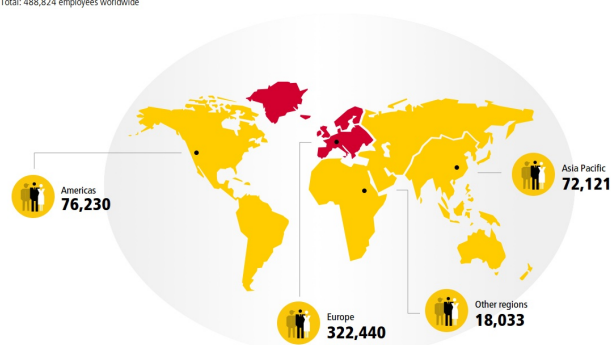 Total: 488,824 employees worldwide
Americas
76,230
Asia Pacific
72,121
Europe
322,440
Other regions
18,033